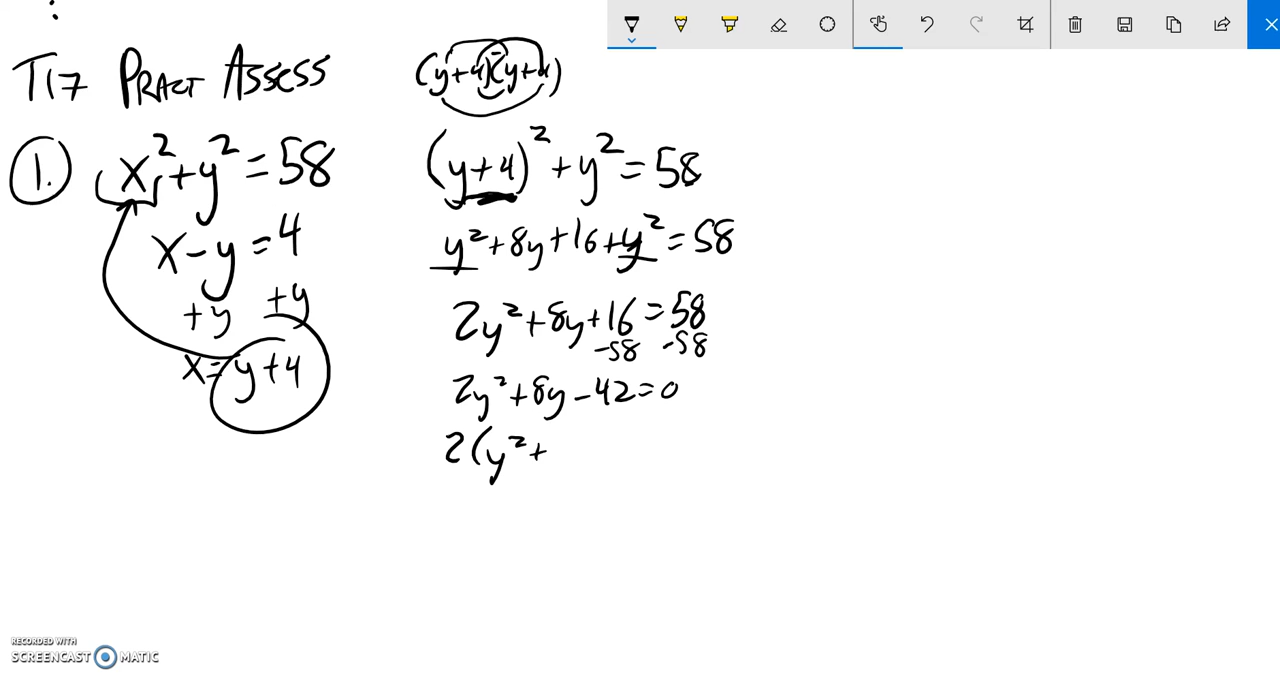 T17 PRACT ASSESS
(y+4)(y+4)
1. x²+y²=58
x-y=4
+y +y
x=y+4
(y+4)²+y²=58
y²+8y+16+y²=58
2y²+8y+16=58
-58 -58
2y²+8y-42=0
2(y²+
RECORDED WITH
SCREENCAST MATIC